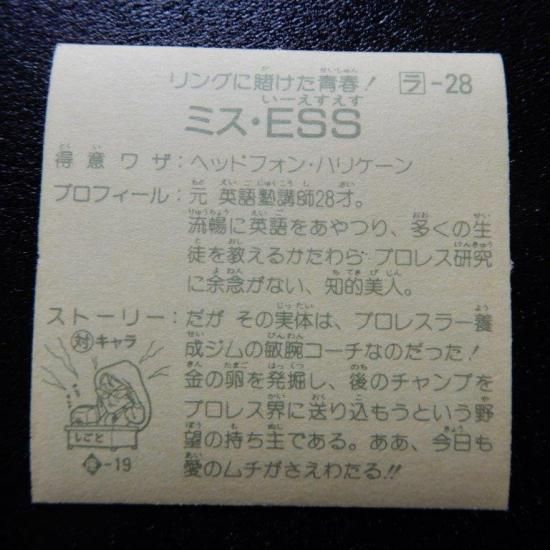 リングに賭けた青春! ラ-28
ミス・ESS
得意ワザ:ヘッドフォン・ハリケーン
プロフィール:元 英語塾講師28才。
流暢に英語をあやつり、多くの生
徒を教えるかたわら プロレス研究
に余念がない、知的美人。
ストーリー:だが その実体は、プロレスラー養
成ジムの敏腕コーチなのだった!
金の卵を発掘し、後のチャンプを
プロレス界に送り込もうという野
望の持ち主である。ああ、今日も
愛のムチがさえわたる!!
対 キャラ
しごと
-19